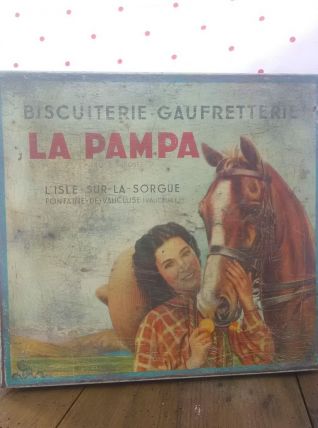 BISCUITERIE-GAUFRETTERIE
LA PAMPA
L'ISLE-SUR-LA-SORGUE
FONTAINE-DE-VAUCLUSE (VAUCLUSE)